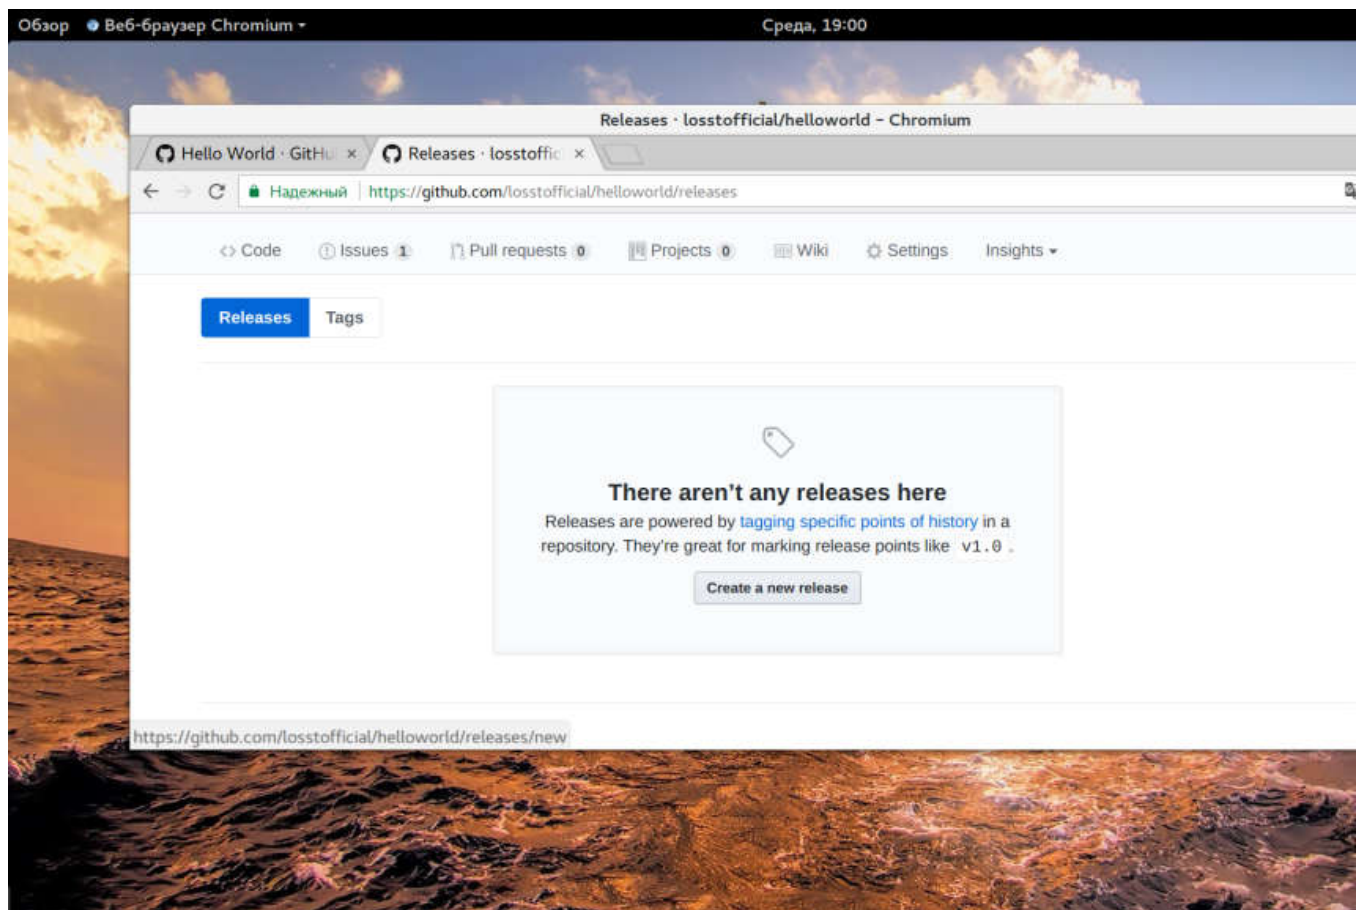 Обзор Веб-браузер Chromium Среда, 19:00
Releases · losstofficial/helloworld – Chromium
Hello World · GitHu × Releases · losstoffic ×
Надежный https://github.com/losstofficial/helloworld/releases
Code Issues 1 Pull requests 0 Projects 0 Wiki Settings Insights
Releases Tags
There aren't any releases here
Releases are powered by tagging specific points of history in a
repository. They're great for marking release points like v1.0 .
Create a new release
https://github.com/losstofficial/helloworld/releases/new